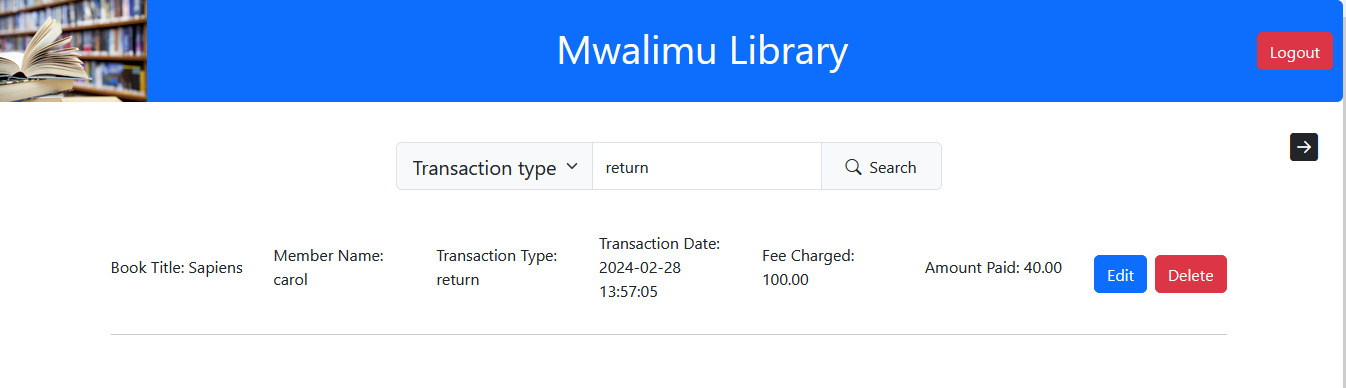 Mwalimu Library
Logout
Transaction type
return
Search
Book Title: Sapiens
Member Name:
carol
Transaction Type:
return
Transaction Date:
2024-02-28
13:57:05
Fee Charged:
100.00
Amount Paid: 40.00
Edit
Delete